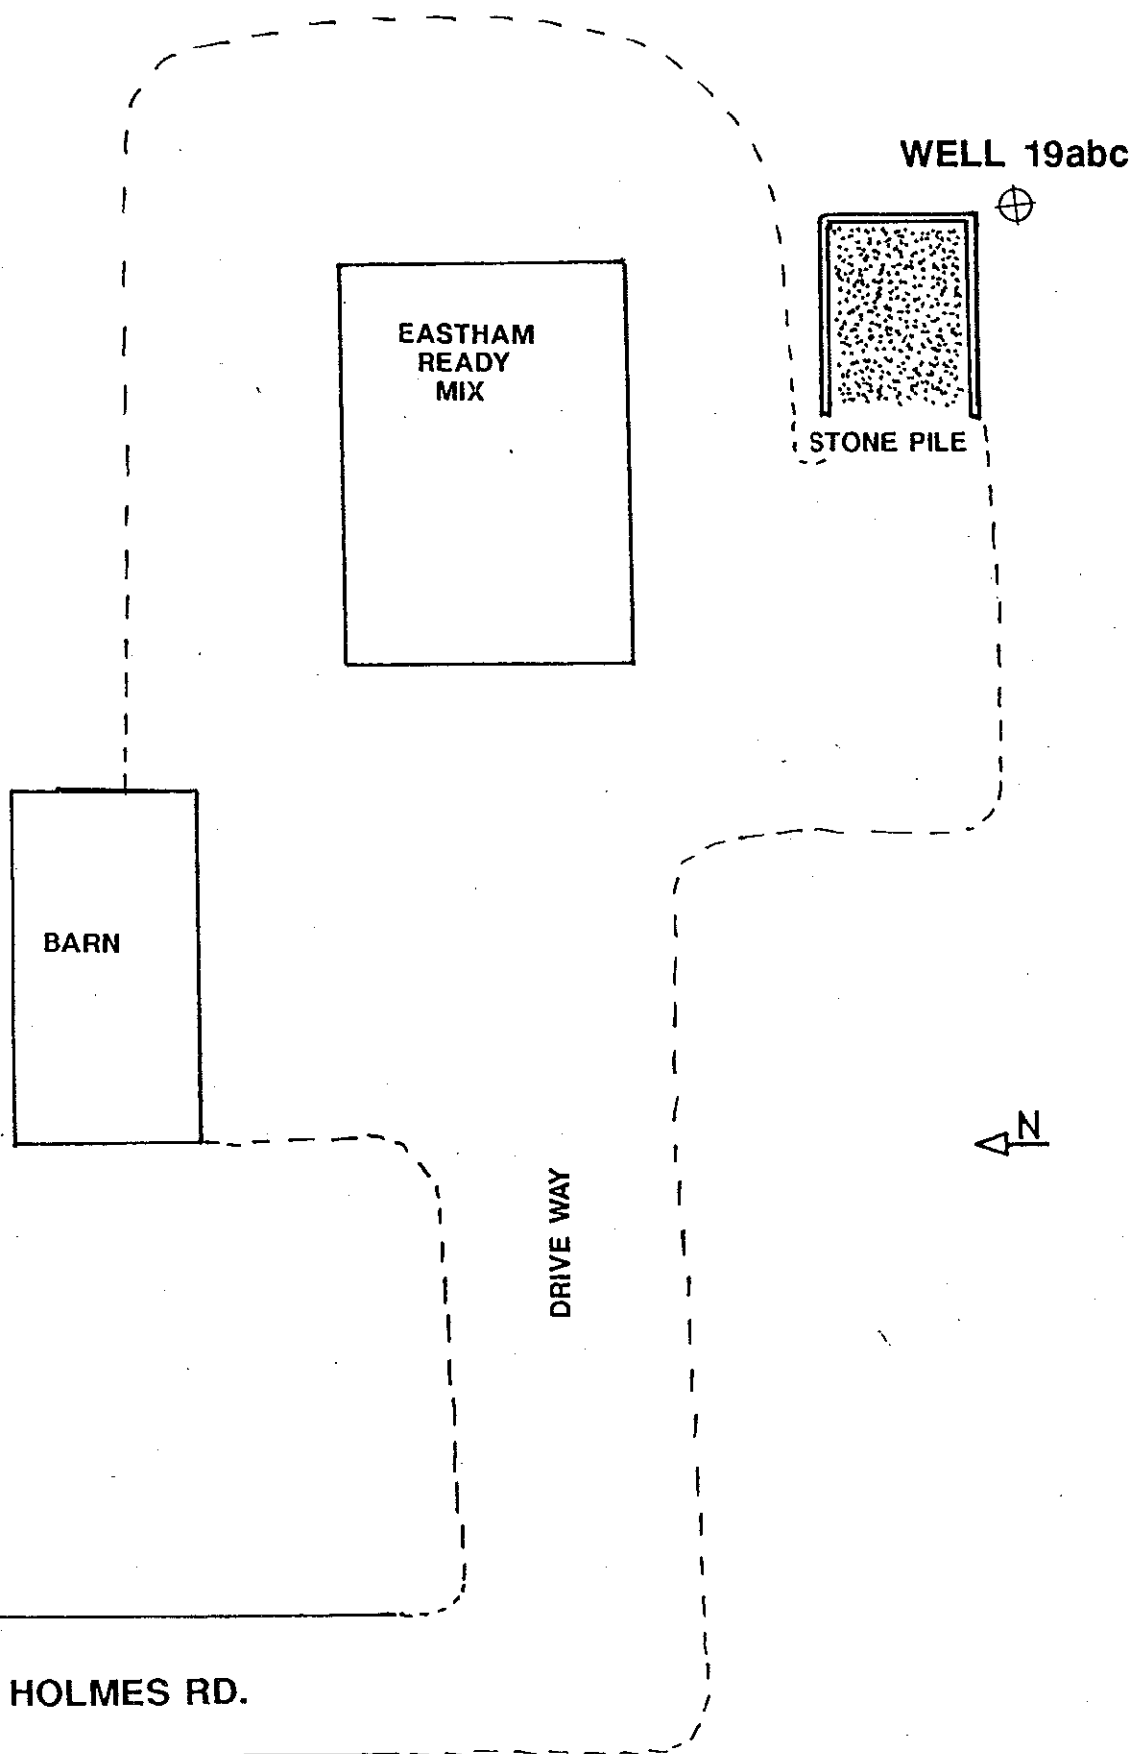 WELL 19abc
EASTHAM
READY
MIX
STONE PILE
BARN
N
DRIVE WAY
HOLMES RD.